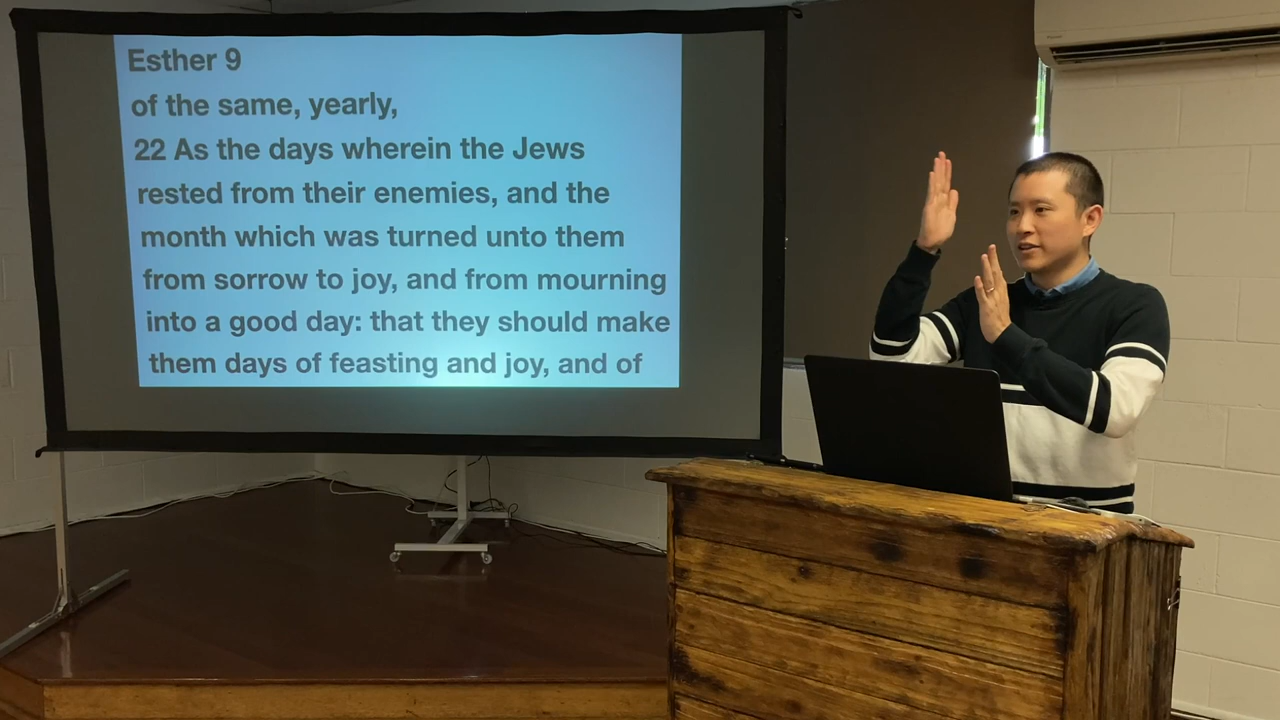 Esther 9
of the same, yearly,
22 As the days wherein the Jews
rested from their enemies, and the
month which was turned unto them
from sorrow to joy, and from mourning
into a good day: that they should make
them days of feasting and joy, and of